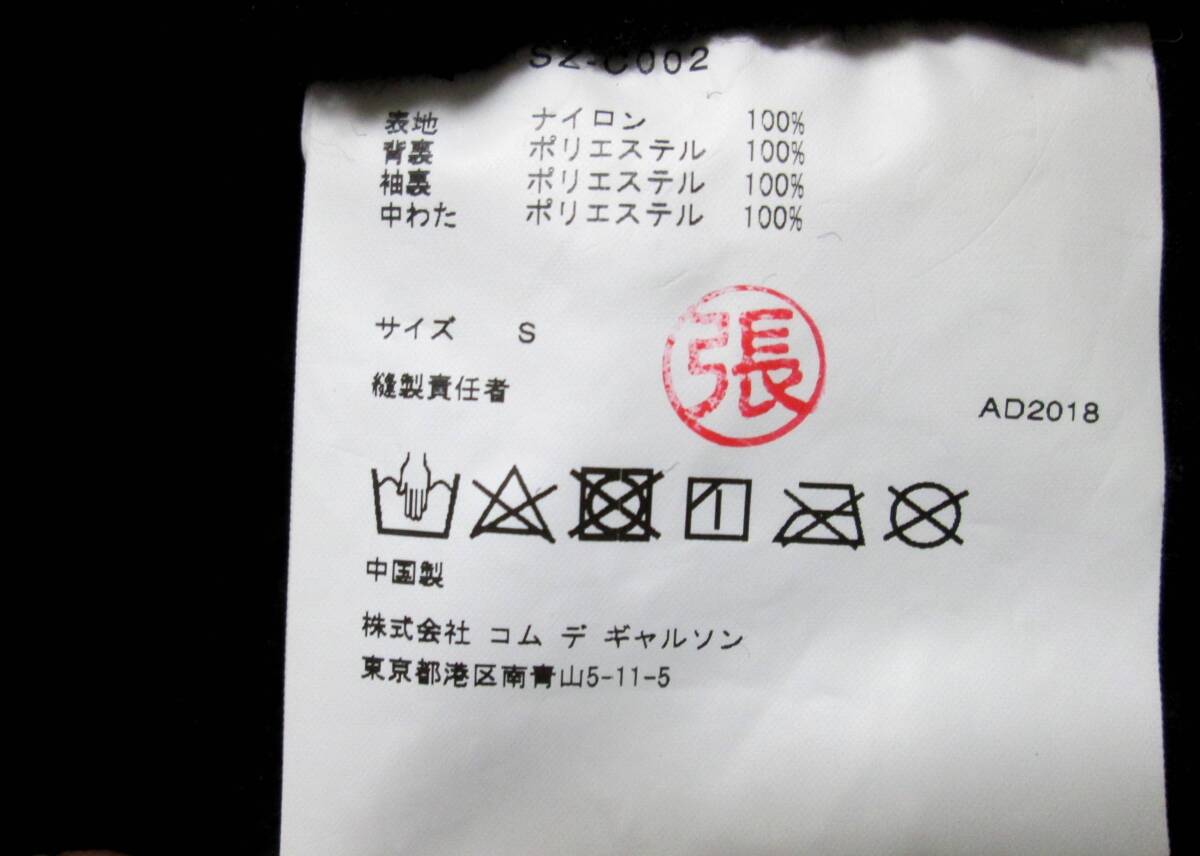 SZ-C002
表地 ナイロン 100%
背裏 ポリエステル 100%
袖裏 ポリエステル 100%
中わた ポリエステル 100%
サイズ S
張
縫製責任者
AD2018
中国製
株式会社 コム デ ギャルソン
東京都港区南青山5-11-5